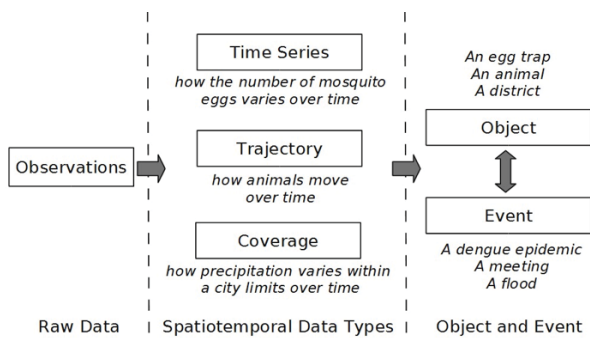 Observations
Raw Data
Time Series
how the number of mosquito
eggs varies over time
Trajectory
how animals move
over time
Coverage
how precipitation varies within
a city limits over time
Spatiotemporal Data Types
An egg trap
An animal
A district
Object
Event
A dengue epidemic
A meeting
A flood
Object and Event